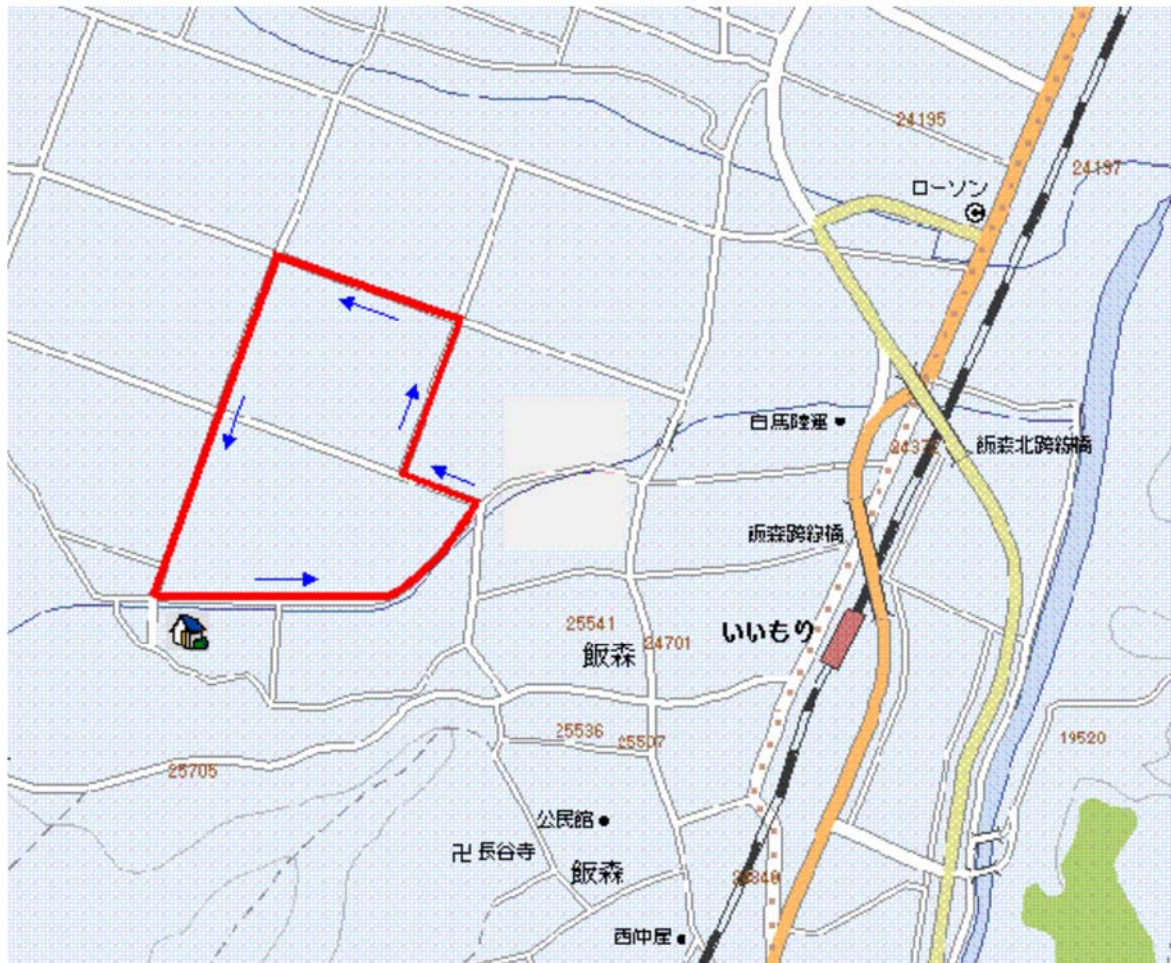 24195
24197
ローソン
白馬陸運
飯森北跨線橋
飯森跨線橋
いいもり
25541
24701
飯森
25536
25507
19520
25705
公民館
卍 長谷寺
飯森
西仲屋